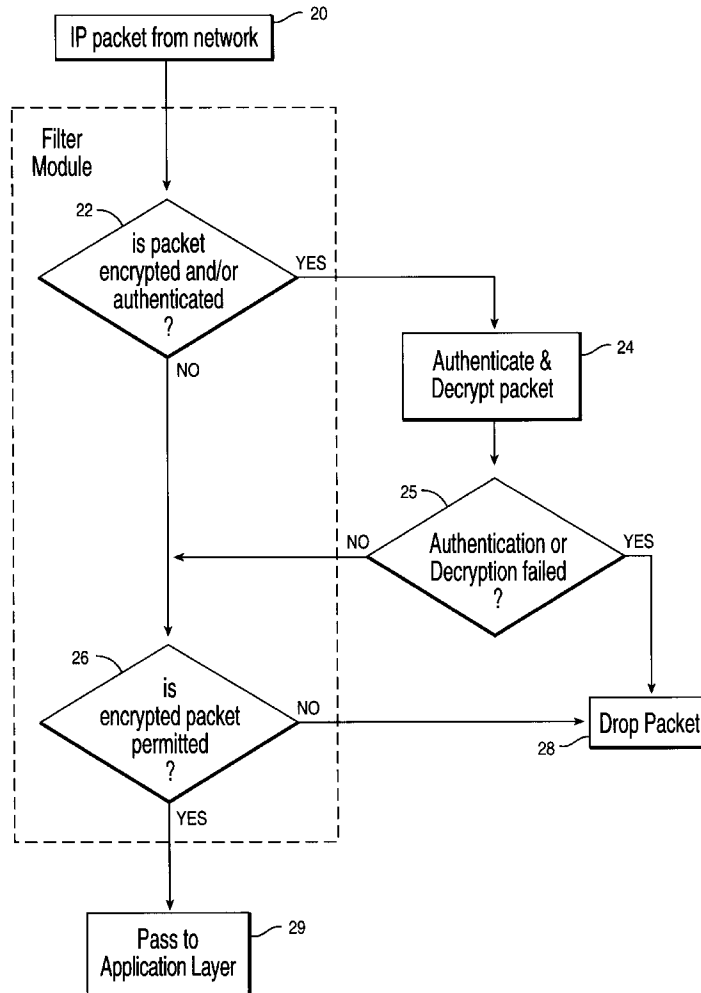 20
IP packet from network
Filter
Module
22
is packet
encrypted and/or
authenticated
?
YES
NO
24
Authenticate &
Decrypt packet
25
Authentication or
Decryption failed
?
NO
YES
26
is
encrypted packet
permitted
?
NO
YES
Drop Packet
28
29
Pass to
Application Layer